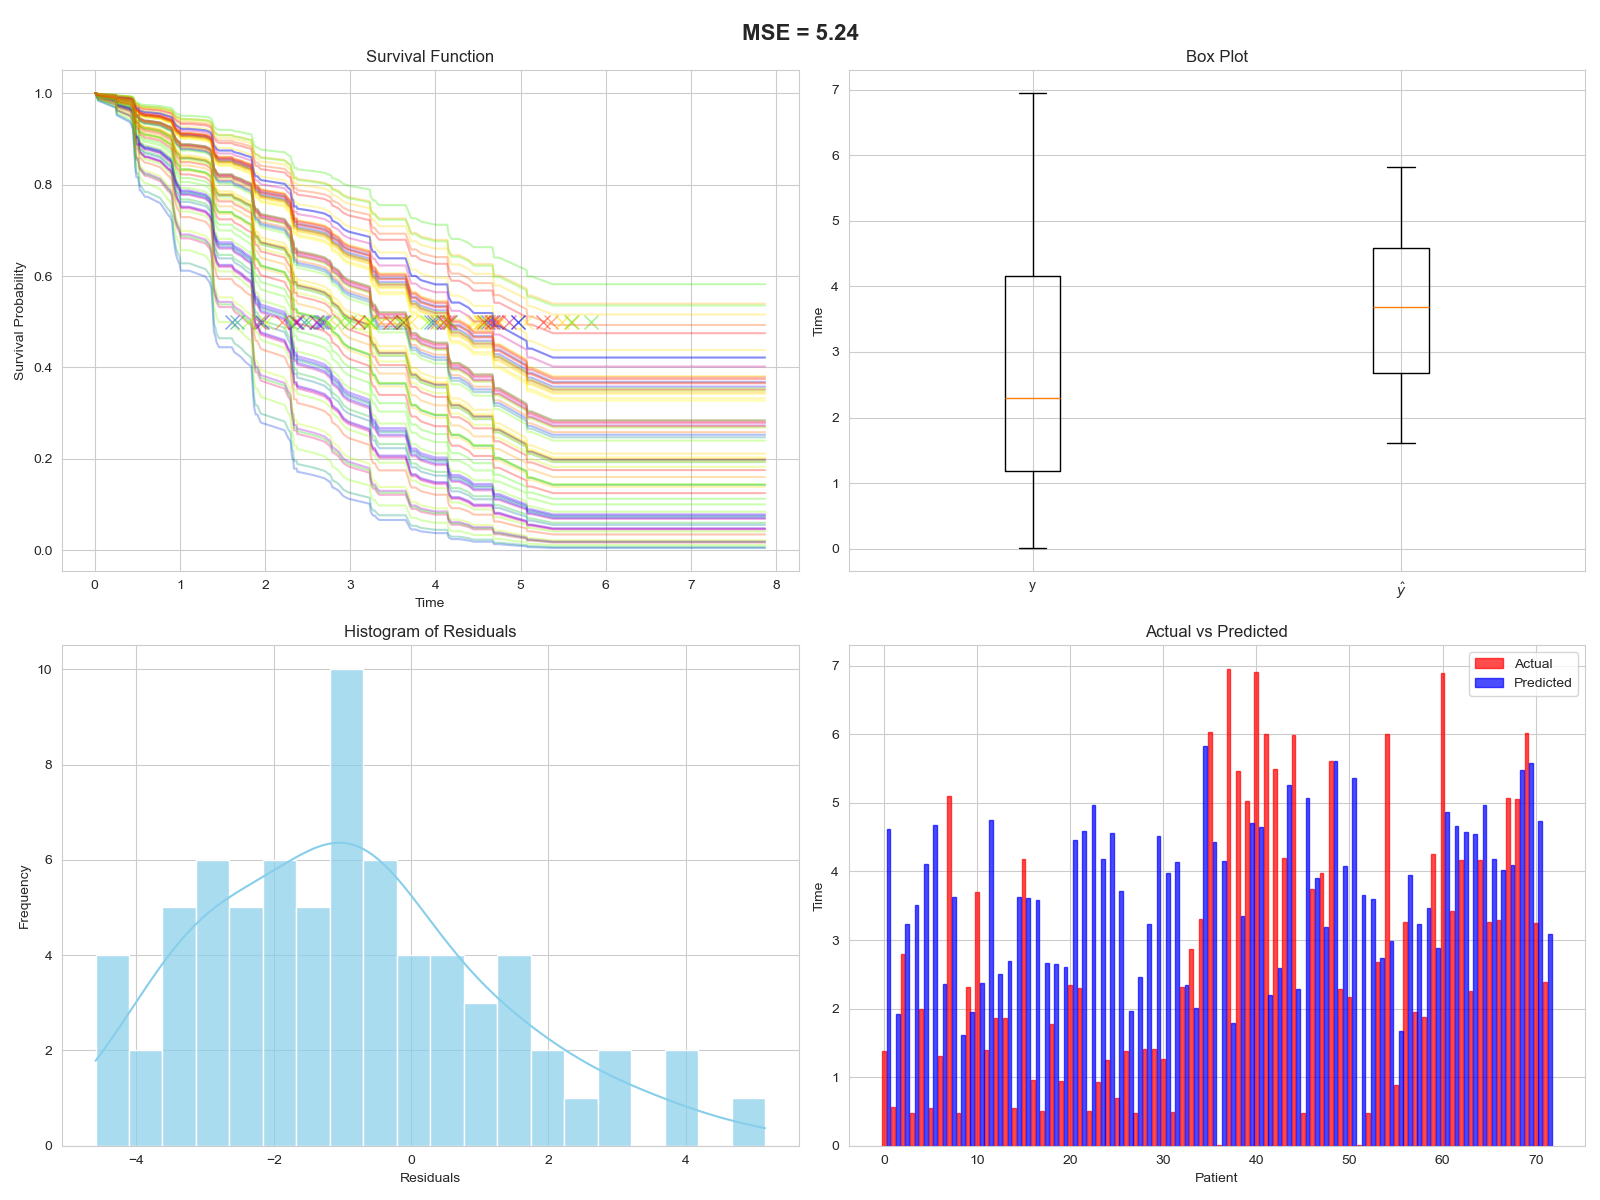 MSE = 5.24
Survival Function
Survival Probability
1.0
0.8
0.6
0.4
0.2
0.0
0 1 2 3 4 5 6 7 8
Time
Box Plot
Time
7
6
5
4
3
2
1
0
y ŷ
Histogram of Residuals
Frequency
10
8
6
4
2
0
−4 −2 0 2 4
Residuals
Actual vs Predicted
Actual
Predicted
Time
7
6
5
4
3
2
1
0
0 10 20 30 40 50 60 70
Patient